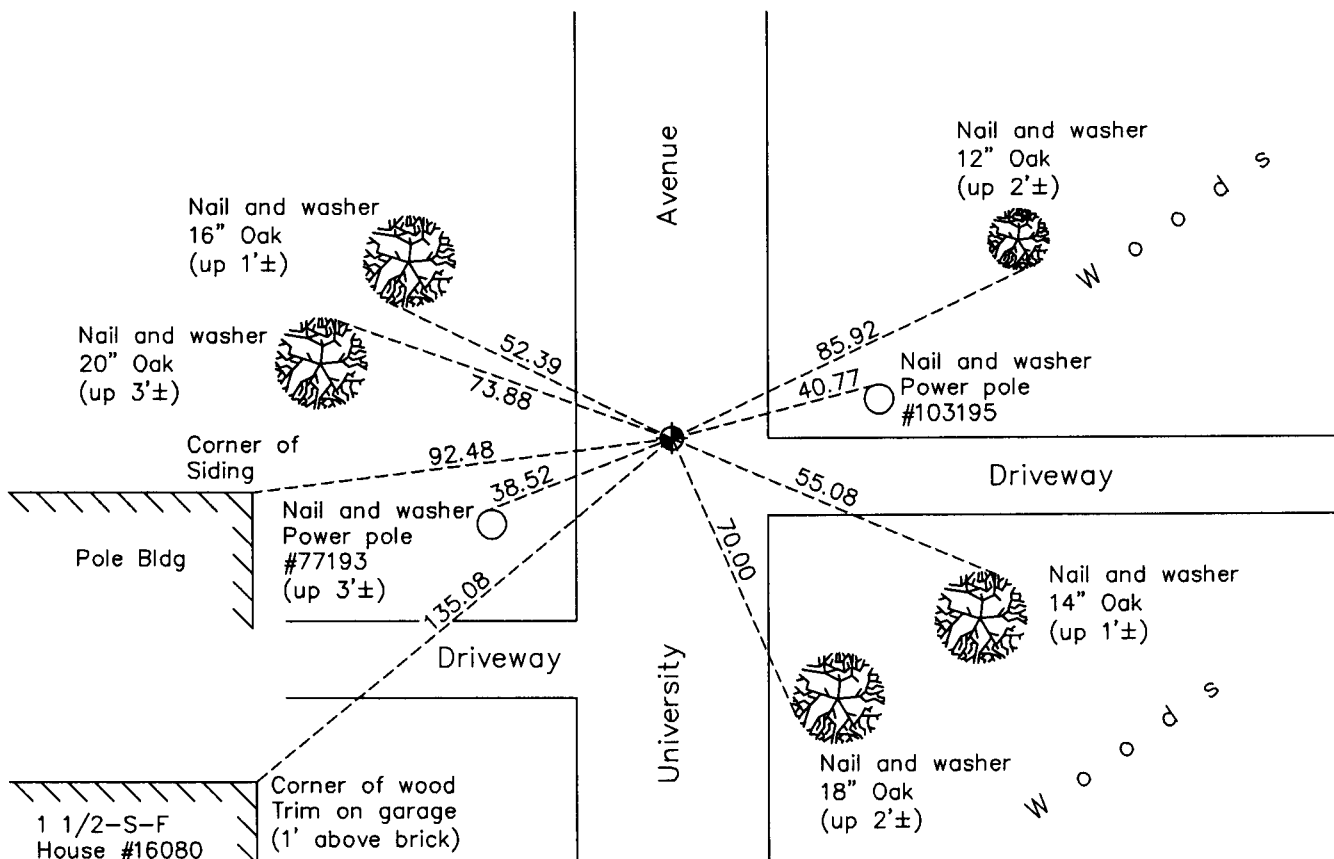 Avenue
Nail and washer
12" Oak
(up 2'±)
Woods
Nail and washer
16" Oak
(up 1'±)
Nail and washer
20" Oak
(up 3'±)
52.39
73.88
85.92
40.77
Nail and washer
Power pole
#103195
Corner of
Siding
92.48
38.52
55.08
Driveway
Nail and washer
Power pole
#77193
(up 3'±)
Pole Bldg
70.00
135.08
Nail and washer
14" Oak
(up 1'±)
Driveway
University
Woods
Nail and washer
18" Oak
(up 2'±)
Corner of wood
Trim on garage
(1' above brick)
1 1/2-S-F
House #16080